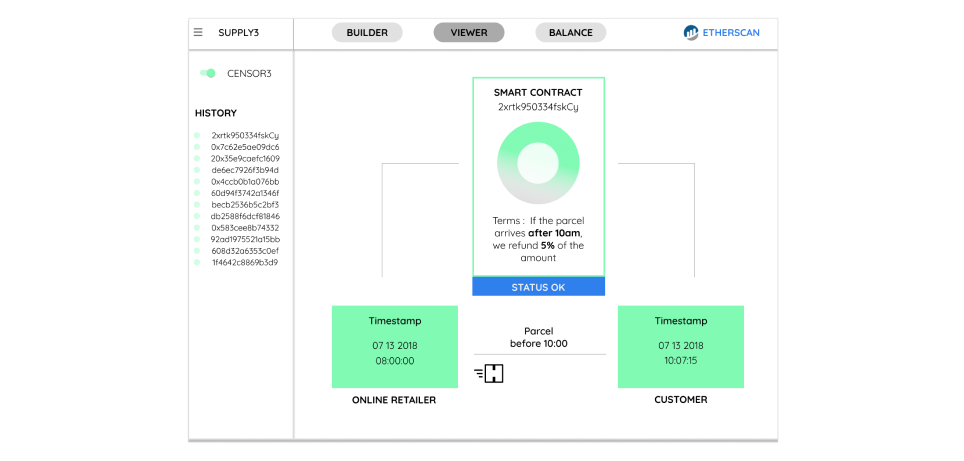 SUPPLY3
BUILDER
VIEWER
BALANCE
ETHERSCAN
CENSOR3
HISTORY
2xrtk950334fskCy
0x7c62e5ae09dc6
20x35e9caefc1609
de6ec7926f3b94d
0x4ccb0b1a076bb
60d94f3742a1346f
becb2536b5c2bf3
db2588f6dcf81846
0x583cee8b74332
92ad1975521a15bb
608d32a6353c0ef
1f4642c8869b3d9
SMART CONTRACT
2xrtk950334fskCy
Terms : If the parcel
arrives after 10am,
we refund 5% of the
amount
STATUS OK
Timestamp
07 13 2018
08:00:00
ONLINE RETAILER
Parcel
before 10:00
Timestamp
07 13 2018
10:07:15
CUSTOMER